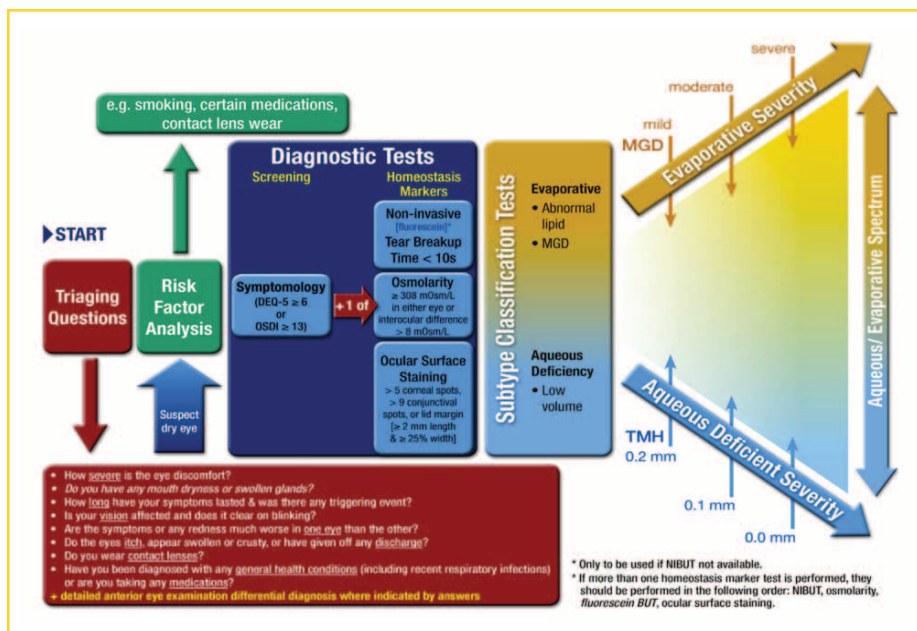 e.g. smoking, certain medications,
contact lens wear
START
Triaging
Questions
Risk
Factor
Analysis
Suspect
dry eye
Diagnostic Tests
Screening
Homeostasis
Markers
Symptomology
(DEQ-5 ≥ 6
or
OSDI ≥ 13)
+1 of
Non-invasive
[fluorescein]*
Tear Breakup
Time < 10s
Osmolarity
≥ 308 mOsm/L
in either eye or
interocular difference
> 8 mOsm/L
Ocular Surface
Staining
> 5 corneal spots,
> 9 conjunctival
spots, or lid margin
[≥ 2 mm length
& ≥ 25% width]
Subtype Classification Tests
Evaporative
• Abnormal
lipid
• MGD
Aqueous
Deficiency
• Low
volume
severe
moderate
mild
MGD
Evaporative Severity
Aqueous/ Evaporative Spectrum
Aqueous Deficient Severity
TMH
0.2 mm
0.1 mm
0.0 mm
• How severe is the eye discomfort?
• Do you have any mouth dryness or swollen glands?
• How long have your symptoms lasted & was there any triggering event?
• Is your vision affected and does it clear on blinking?
• Are the symptoms or any redness much worse in one eye than the other?
• Do the eyes itch, appear swollen or crusty, or have given off any discharge?
• Do you wear contact lenses?
• Have you been diagnosed with any general health conditions (including recent respiratory infections)
or are you taking any medications?
+ detailed anterior eye examination differential diagnosis where indicated by answers
* Only to be used if NIBUT not available.
* If more than one homeostasis marker test is performed, they
should be performed in the following order: NIBUT, osmolarity,
fluorescein BUT, ocular surface staining.